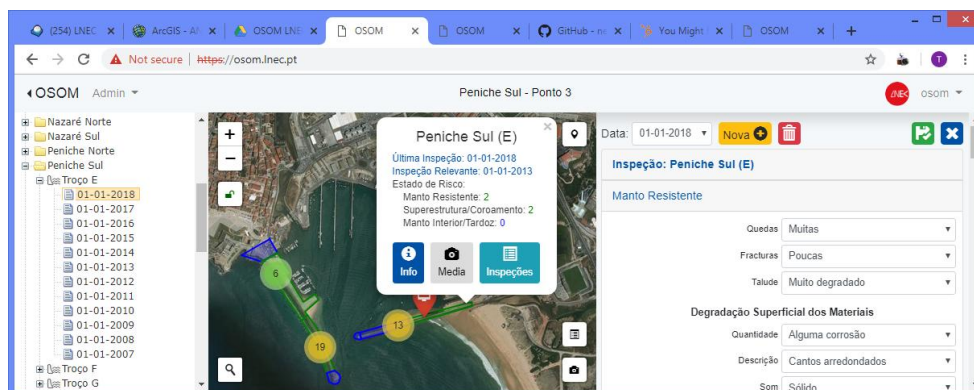 (254) LNEC
ArcGIS - A
OSOM LNE
OSOM
OSOM
GitHub - ne
You Might
OSOM
Not secure
https://osom.lnec.pt
T
OSOM Admin
Peniche Sul - Ponto 3
LNEC
osom
Nazaré Norte
Nazaré Sul
Peniche Norte
Peniche Sul
Troço E
01-01-2018
01-01-2017
01-01-2016
01-01-2015
01-01-2014
01-01-2013
01-01-2012
01-01-2011
01-01-2010
01-01-2009
01-01-2008
01-01-2007
Troço F
Troço G
+
−
6
19
13
Peniche Sul (E)
×
Última Inspeção: 01-01-2018
Inspeção Relevante: 01-01-2013
Estado de Risco:
Manto Resistente: 2
Superestrutura/Coroamento: 2
Manto Interior/Tardoz: 0
Info
Media
Inspeções
Data: 01-01-2018 Nova
Inspeção: Peniche Sul (E)
Manto Resistente
Quedas Muitas
Fracturas Poucas
Talude Muito degradado
Degradação Superficial dos Materiais
Quantidade Alguma corrosão
Descrição Cantos arredondados
Som Sólido